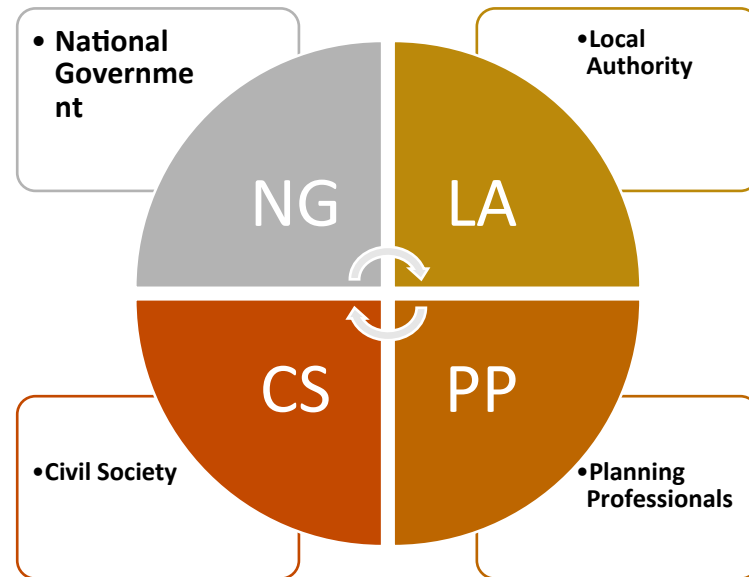 • National
Governme
nt
•Local
Authority
NG
LA
CS
PP
•Civil Society
•Planning
Professionals